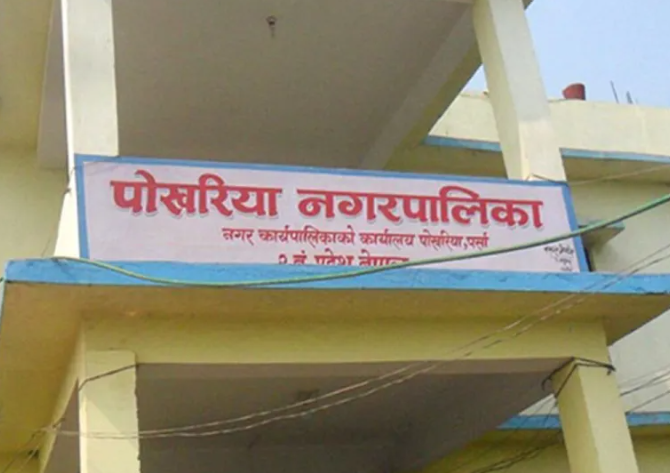 पोखरिया नगरपालिका
नगर कार्यपालिकाको कार्यालय पोखरिया,पर्सा
२ नं. प्रदेश नेपाल